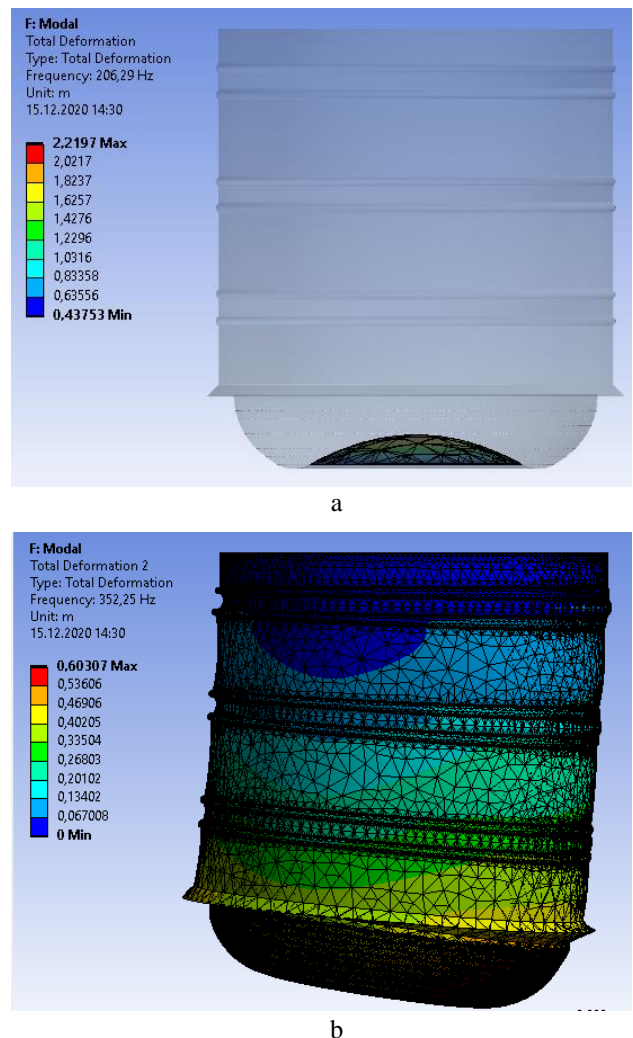 F: Modal
Total Deformation
Type: Total Deformation
Frequency: 206,29 Hz
Unit: m
15.12.2020 14:30
2,2197 Max
2,0217
1,8237
1,6257
1,4276
1,2296
1,0316
0,83358
0,63556
0,43753 Min
a
F: Modal
Total Deformation 2
Type: Total Deformation
Frequency: 352,25 Hz
Unit: m
15.12.2020 14:30
0,60307 Max
0,53606
0,46906
0,40205
0,33504
0,26803
0,20102
0,13402
0,067008
0 Min
b